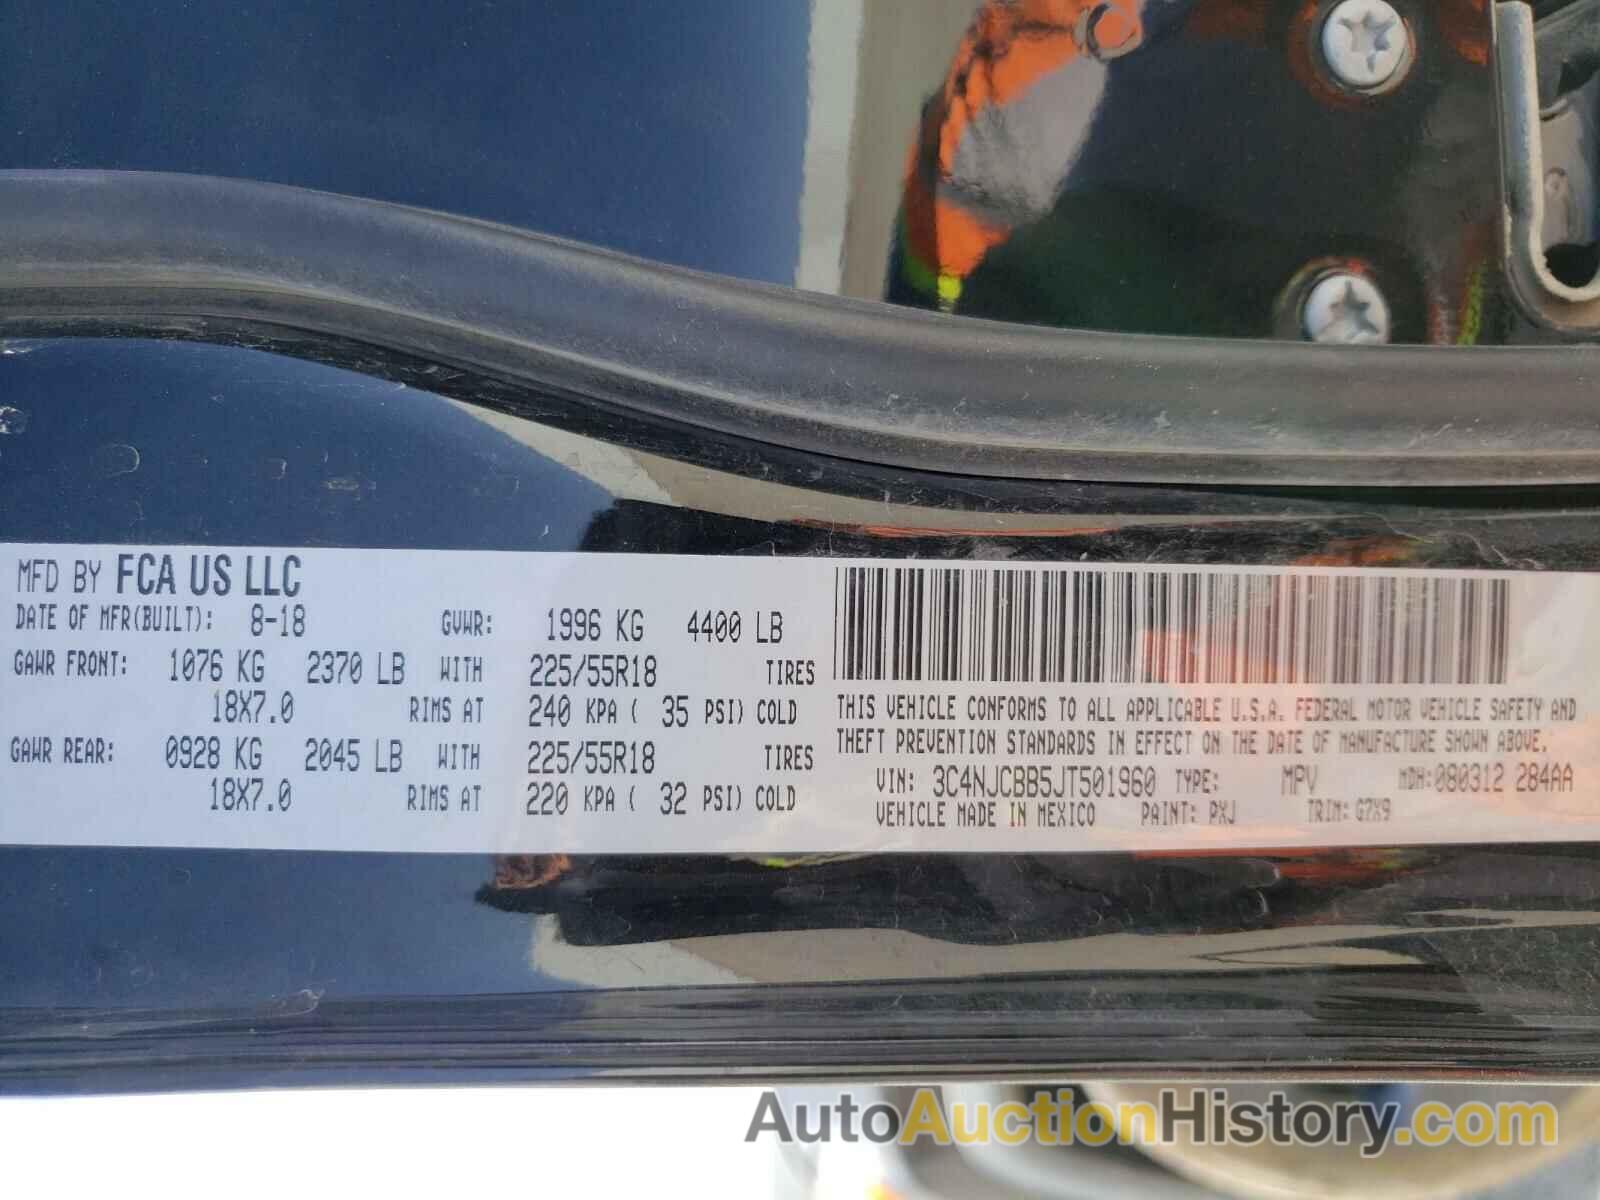 MFD BY FCA US LLC
DATE OF MFR(BUILT): 8-18 GVWR: 1996 KG 4400 LB
GAWR FRONT: 1076 KG 2370 LB WITH 225/55R18 TIRES
18X7.0 RIMS AT 240 KPA ( 35 PSI) COLD
GAWR REAR: 0928 KG 2045 LB WITH 225/55R18 TIRES
18X7.0 RIMS AT 220 KPA ( 32 PSI) COLD
THIS VEHICLE CONFORMS TO ALL APPLICABLE U.S.A. FEDERAL MOTOR VEHICLE SAFETY AND
THEFT PREVENTION STANDARDS IN EFFECT ON THE DATE OF MANUFACTURE SHOWN ABOVE.
VIN: 3C4NJCBB5JT501960 TYPE: MPV MDH:080312 284AA
VEHICLE MADE IN MEXICO PAINT: PXJ TRIM: G7X9
AutoAuctionHistory.com